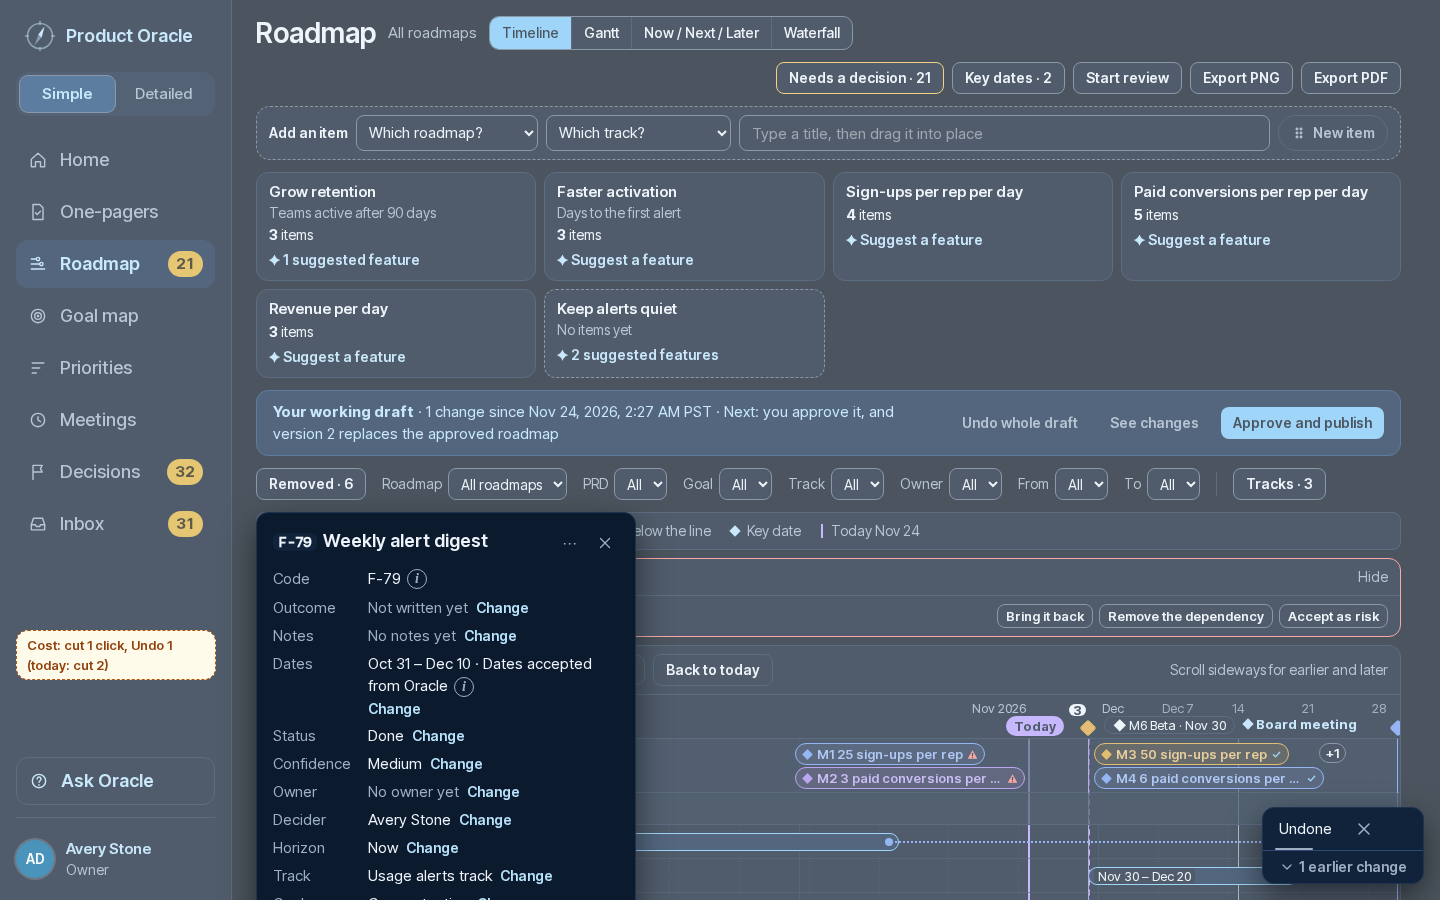 Product Oracle
Simple
Detailed
Home
One-pagers
Roadmap
21
Goal map
Priorities
Meetings
Decisions
32
Inbox
31
Cost: cut 1 click, Undo 1
(today: cut 2)
Ask Oracle
AD
Avery Stone
Owner
Roadmap
All roadmaps
Timeline
Gantt
Now / Next / Later
Waterfall
Needs a decision · 21
Key dates · 2
Start review
Export PNG
Export PDF
Add an item
Which roadmap?
Which track?
Type a title, then drag it into place
New item
Grow retention
Teams active after 90 days
3 items
1 suggested feature
Faster activation
Days to the first alert
3 items
Suggest a feature
Sign-ups per rep per day
4 items
Suggest a feature
Paid conversions per rep per day
5 items
Suggest a feature
Revenue per day
3 items
Suggest a feature
Keep alerts quiet
No items yet
2 suggested features
Your working draft · 1 change since Nov 24, 2026, 2:27 AM PST · Next: you approve it, and
version 2 replaces the approved roadmap
Undo whole draft
See changes
Approve and publish
Removed · 6
Roadmap
All roadmaps
PRD
All
Goal
All
Track
All
Owner
All
From
All
To
All
Tracks · 3
below the line
Key date
Today Nov 24
Hide
Bring it back
Remove the dependency
Accept as risk
Back to today
Scroll sideways for earlier and later
Nov 2026
3
Dec
Dec 7
14
21
28
Today
M6 Beta · Nov 30
Board meeting
M1 25 sign-ups per rep
M3 50 sign-ups per rep
+1
M2 3 paid conversions per ...
M4 6 paid conversions per ...
Nov 30 – Dec 20
F-79 Weekly alert digest
Code
F-79
Outcome
Not written yet Change
Notes
No notes yet Change
Dates
Oct 31 – Dec 10 · Dates accepted
from Oracle
Change
Status
Done Change
Confidence
Medium Change
Owner
No owner yet Change
Decider
Avery Stone Change
Horizon
Now Change
Track
Usage alerts track Change
Undone
1 earlier change